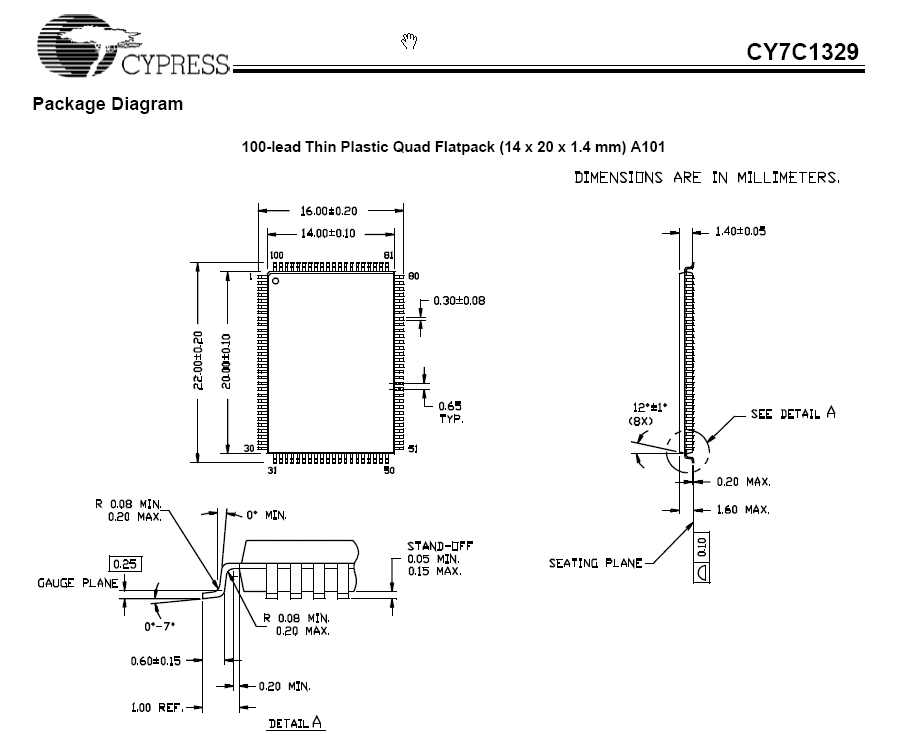 CYPRESS
CY7C1329
Package Diagram
100-lead Thin Plastic Quad Flatpack (14 x 20 x 1.4 mm) A101
DIMENSIONS ARE IN MILLIMETERS.
16.00±0.20
14.00±0.10
1.40±0.05
100
81
1
80
0.30±0.08
22.00±0.20
20.00±0.10
0.65
TYP.
12°±1°
(8X)
SEE DETAIL A
30
51
31
50
0.20 MAX.
1.60 MAX.
R 0.08 MIN.
0.20 MAX.
0° MIN.
STAND-OFF
0.05 MIN.
0.15 MAX.
0.10
SEATING PLANE
0.25
GAUGE PLANE
0°-7°
R 0.08 MIN.
0.20 MAX.
0.60±0.15
0.20 MIN.
1.00 REF.
DETAIL A